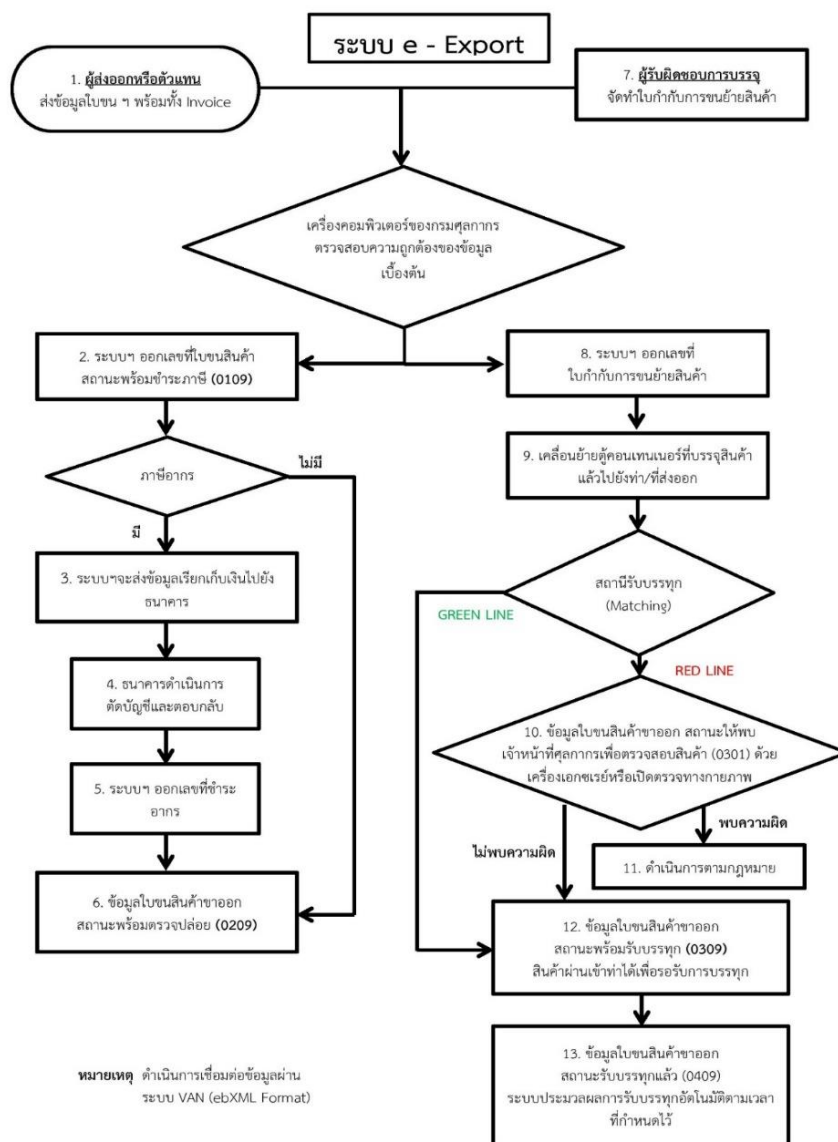 ระบบ e - Export
1. ผู้ส่งออกหรือตัวแทน
ส่งข้อมูลใบขน ฯ พร้อมทั้ง Invoice
7. ผู้รับผิดชอบการบรรจุ
จัดทำใบกำกับการขนย้ายสินค้า
เครื่องคอมพิวเตอร์ของกรมศุลกากร
ตรวจสอบความถูกต้องของข้อมูล
เบื้องต้น
2. ระบบฯ ออกเลขที่ใบขนสินค้า
สถานะพร้อมชำระภาษี (0109)
ภาษีอากร
ไม่มี
มี
3. ระบบฯจะส่งข้อมูลเรียกเก็บเงินไปยัง
ธนาคาร
4. ธนาคารดำเนินการ
ตัดบัญชีและตอบกลับ
5. ระบบฯ ออกเลขที่ชำระ
อากร
6. ข้อมูลใบขนสินค้าขาออก
สถานะพร้อมตรวจปล่อย (0209)
8. ระบบฯ ออกเลขที่
ใบกำกับการขนย้ายสินค้า
9. เคลื่อนย้ายตู้คอนเทนเนอร์ที่บรรจุสินค้า
แล้วไปยังท่า/ที่ส่งออก
สถานีรับบรรทุก
(Matching)
GREEN LINE
RED LINE
10. ข้อมูลใบขนสินค้าขาออก สถานะให้พบ
เจ้าหน้าที่ศุลกากรเพื่อตรวจสอบสินค้า (0301) ด้วย
เครื่องเอกซเรย์หรือเปิดตรวจทางกายภาพ
พบความผิด
ไม่พบความผิด
11. ดำเนินการตามกฎหมาย
12. ข้อมูลใบขนสินค้าขาออก
สถานะพร้อมรับบรรทุก (0309)
สินค้าผ่านเข้าท่าได้เพื่อรอรับการบรรทุก
13. ข้อมูลใบขนสินค้าขาออก
สถานะรับบรรทุกแล้ว (0409)
ระบบประมวลผลการรับบรรทุกอัตโนมัติตามเวลา
ที่กำหนดไว้
หมายเหตุ ดำเนินการเชื่อมต่อข้อมูลผ่าน
ระบบ VAN (ebXML Format)